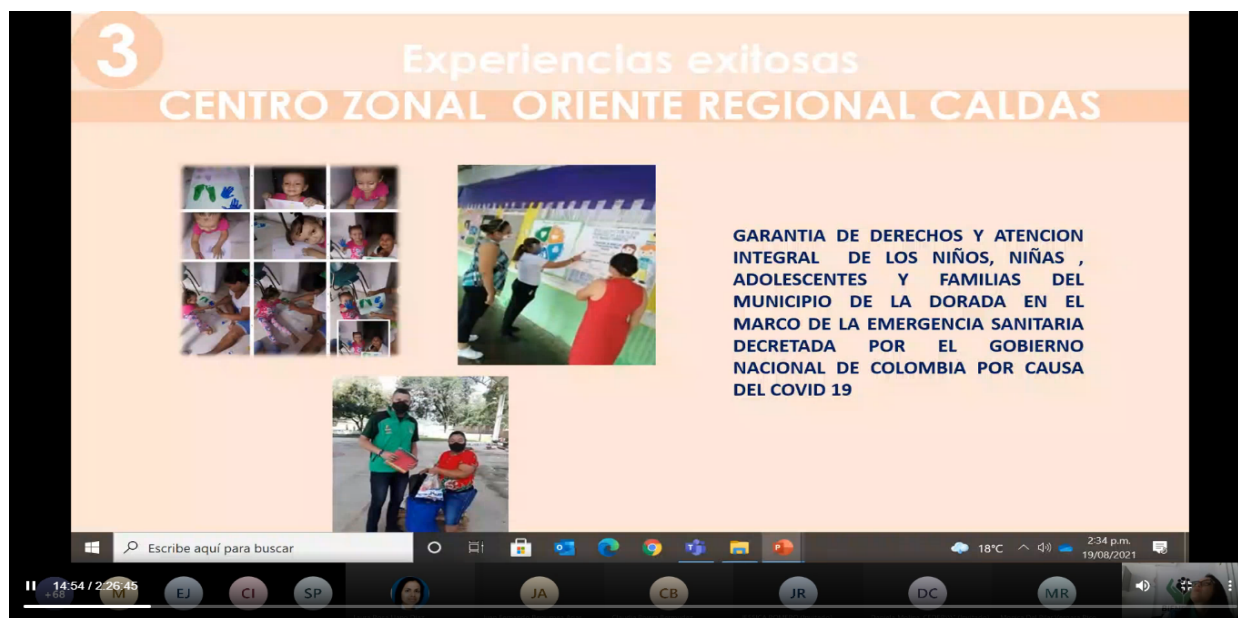 3
Experiencias exitosas
CENTRO ZONAL ORIENTE REGIONAL CALDAS
GARANTIA DE DERECHOS Y ATENCION
INTEGRAL DE LOS NIÑOS, NIÑAS ,
ADOLESCENTES Y FAMILIAS DEL
MUNICIPIO DE LA DORADA EN EL
MARCO DE LA EMERGENCIA SANITARIA
DECRETADA POR EL GOBIERNO
NACIONAL DE COLOMBIA POR CAUSA
DEL COVID 19
Escribe aquí para buscar
18°C
2:34 p.m.
19/08/2021
14:54 / 2:26:45
+68
M
EJ
CI
SP
JA
CB
JR
DC
MR